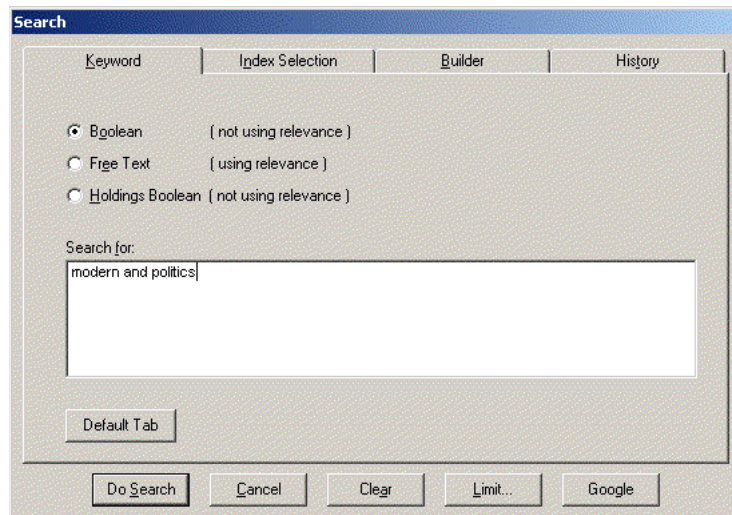 Search
Keyword Index Selection Builder History
Boolean ( not using relevance )
Free Text ( using relevance )
Holdings Boolean ( not using relevance )
Search for:
modern and politics
Default Tab
Do Search Cancel Clear Limit... Google